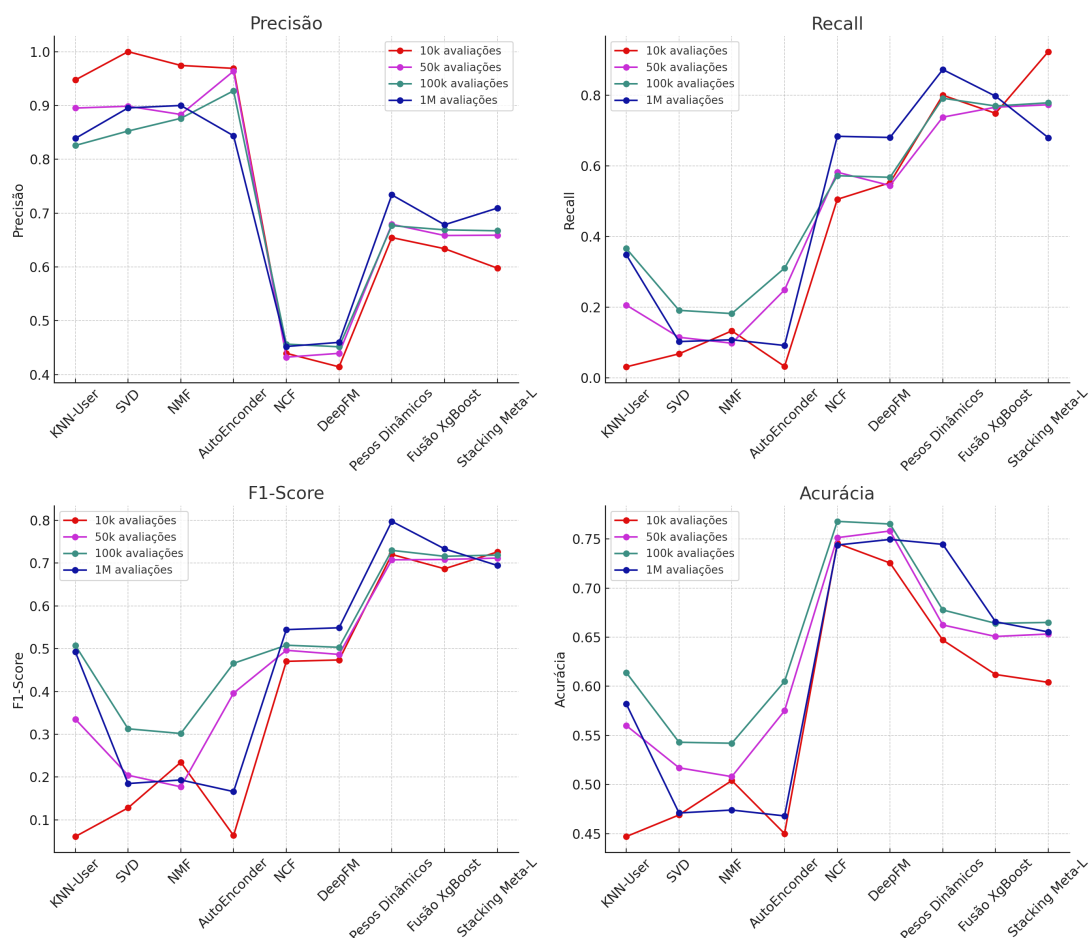 Precisão
1.0
0.9
0.8
0.7
0.6
0.5
0.4
Precisão
10k avaliações
50k avaliações
100k avaliações
1M avaliações
KNN-User
SVD
NMF
AutoEnconder
NCF
DeepFM
Pesos Dinâmicos
Fusão XgBoost
Stacking Meta-L
Recall
0.8
0.6
0.4
0.2
0.0
Recall
10k avaliações
50k avaliações
100k avaliações
1M avaliações
KNN-User
SVD
NMF
AutoEnconder
NCF
DeepFM
Pesos Dinâmicos
Fusão XgBoost
Stacking Meta-L
F1-Score
0.8
0.7
0.6
0.5
0.4
0.3
0.2
0.1
F1-Score
10k avaliações
50k avaliações
100k avaliações
1M avaliações
KNN-User
SVD
NMF
AutoEnconder
NCF
DeepFM
Pesos Dinâmicos
Fusão XgBoost
Stacking Meta-L
Acurácia
0.75
0.70
0.65
0.60
0.55
0.50
0.45
Acurácia
10k avaliações
50k avaliações
100k avaliações
1M avaliações
KNN-User
SVD
NMF
AutoEnconder
NCF
DeepFM
Pesos Dinâmicos
Fusão XgBoost
Stacking Meta-L